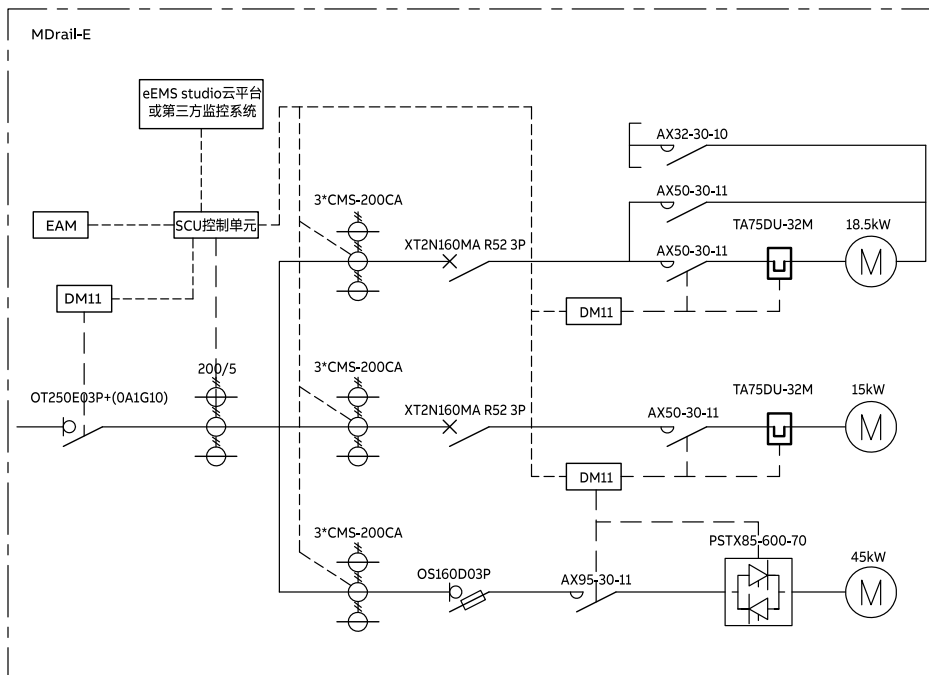 MDrail-E
eEMS studio云平台
或第三方监控系统
AX32-30-10
3*CMS-200CA
AX50-30-11
EAM
SCU控制单元
TA75DU-32M
18.5kW
XT2N160MA R52 3P
AX50-30-11
M
DM11
DM11
200/5
3*CMS-200CA
TA75DU-32M
15kW
OT250E03P+(0A1G10)
XT2N160MA R52 3P
AX50-30-11
M
DM11
3*CMS-200CA
PSTX85-600-70
45kW
OS160D03P
AX95-30-11
M